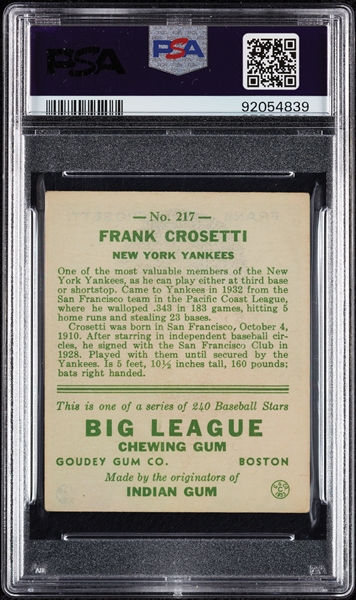 PSA
PSA
92054839
— No. 217 —
FRANK CROSETTI
NEW YORK YANKEES
One of the most valuable members of the New
York Yankees, as he can play either at third base
or shortstop. Came to Yankees in 1932 from the
San Francisco team in the Pacific Coast League,
where he walloped .343 in 183 games, hitting 5
home runs and stealing 23 bases.
Crosetti was born in San Francisco, October 4,
1910. After starring in independent baseball cir-
cles, he signed with the San Francisco Club in
1928. Played with them until secured by the
Yankees. Is 5 feet, 10½ inches tall, 160 pounds;
bats right handed.
This is one of a series of 240 Baseball Stars
BIG LEAGUE
CHEWING GUM
GOUDEY GUM CO. BOSTON
Made by the originators of
INDIAN GUM